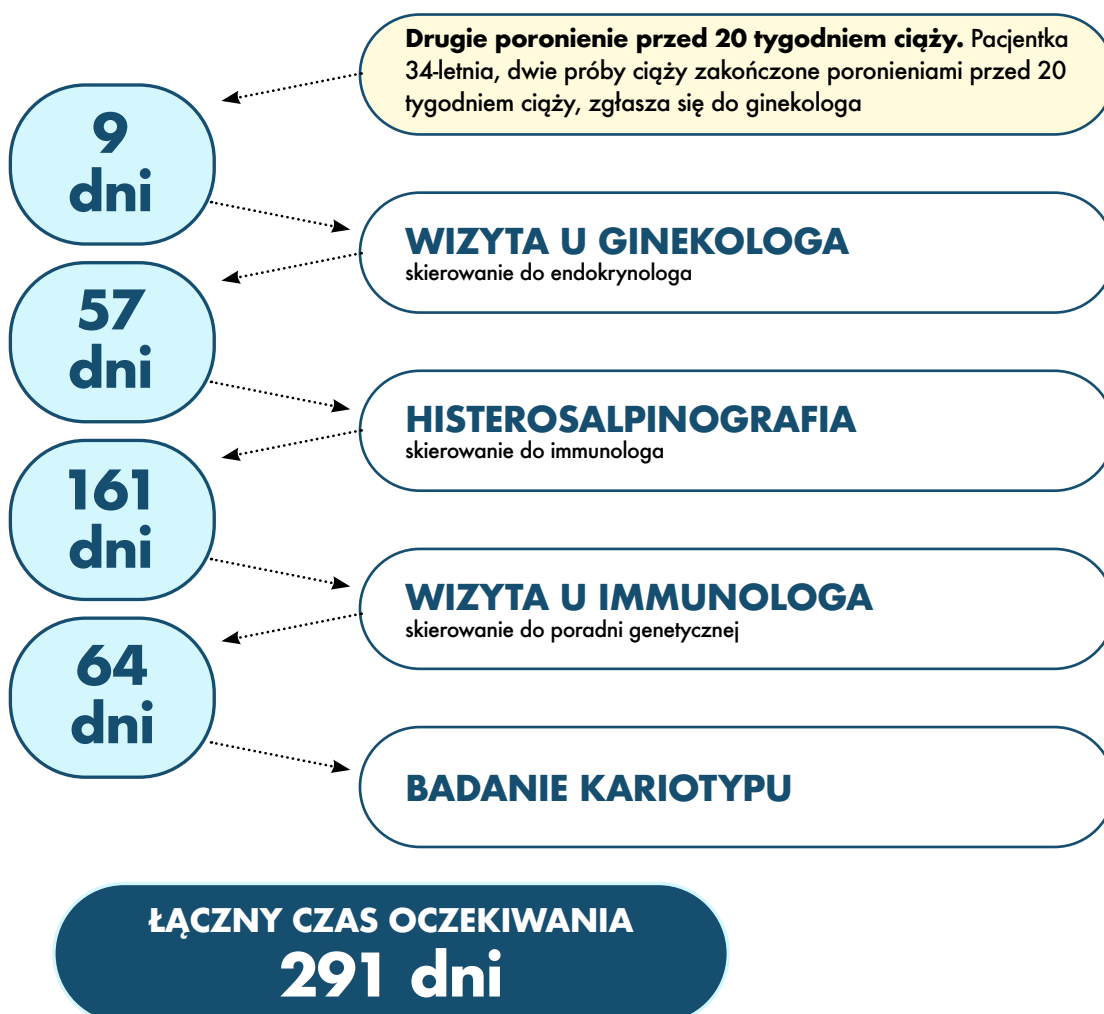 Drugie poronienie przed 20 tygodniem ciąży. Pacjentka
34-letnia, dwie próby ciąży zakończone poronieniami przed 20
tygodniem ciąży, zgłasza się do ginekologa
9
dni
WIZYTA U GINEKOLOGA
skierowanie do endokrynologa
57
dni
HISTEROSALPINOGRAFIA
skierowanie do immunologa
161
dni
WIZYTA U IMMUNOLOGA
skierowanie do poradni genetycznej
64
dni
BADANIE KARIOTYPU
ŁĄCZNY CZAS OCZEKIWANIA
291 dni